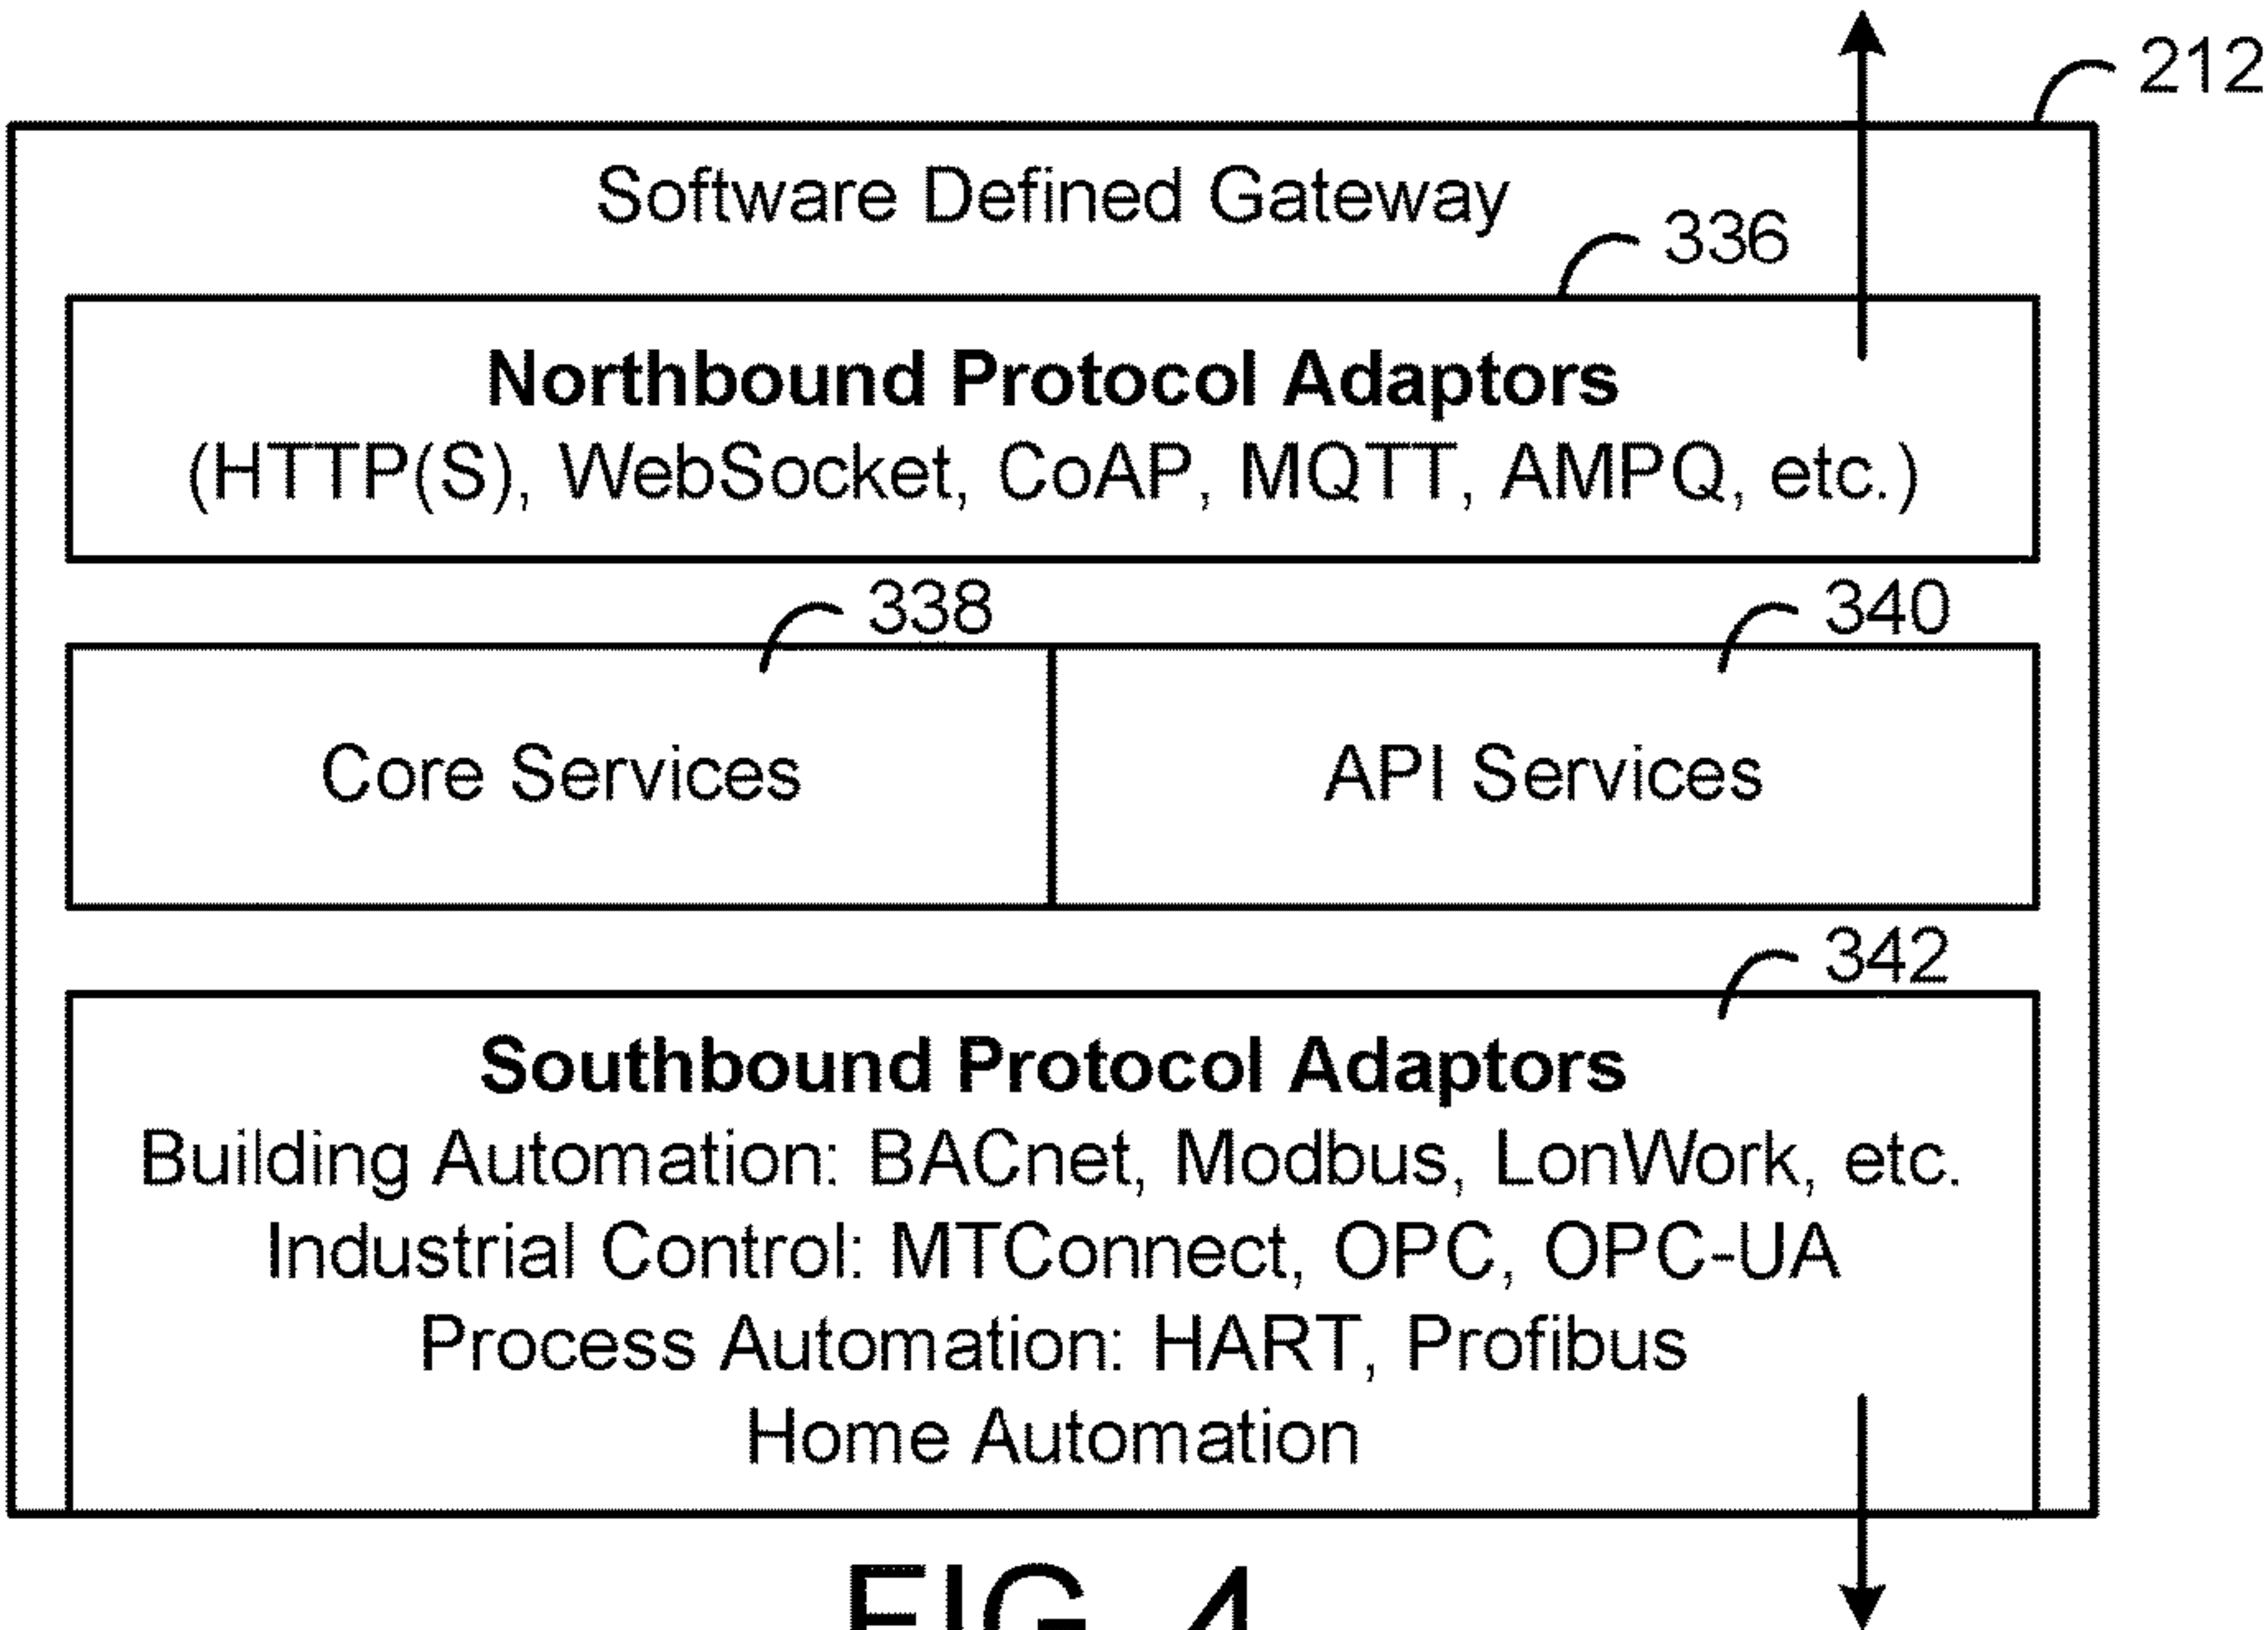 212
Software Defined Gateway
336
Northbound Protocol Adaptors
(HTTP(S), WebSocket, CoAP, MQTT, AMPQ, etc.)
338
340
Core Services
API Services
342
Southbound Protocol Adaptors
Building Automation: BACnet, Modbus, LonWork, etc.
Industrial Control: MTConnect, OPC, OPC-UA
Process Automation: HART, Profibus
Home Automation
FIG. 4